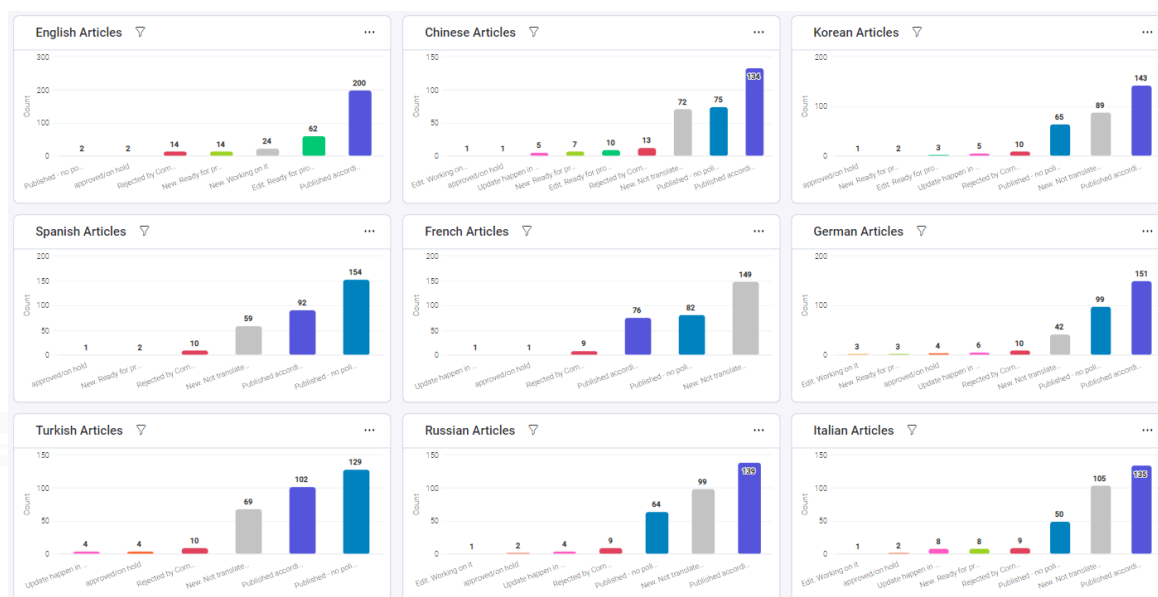 English Articles
300
200
100
0
Count
2
2
14
14
24
62
200
Published - no po...
approved/on hold
Rejected by Com...
New. Ready for pr...
New. Working on it
Edit. Ready for pro...
Published accordi...
Chinese Articles
150
100
50
0
Count
1
1
5
7
10
13
72
75
134
Edit. Working on...
approved/on hold
Update happen in ...
New. Ready for pr...
Edit. Ready for pro...
Rejected by Com...
New. Not translate...
Published - no poli...
Published accordi...
Korean Articles
200
100
0
Count
1
2
3
5
10
65
89
143
approved/on hold
New. Ready for pr...
Edit. Ready for pro...
Update happen in ...
Rejected by Com...
Published - no poli...
New. Not translate...
Published accordi...
Spanish Articles
200
150
100
50
0
Count
1
2
10
59
92
154
approved/on hold
New. Ready for pr...
Rejected by Com...
New. Not translate...
Published accordi...
Published - no poli...
French Articles
200
150
100
50
0
Count
1
1
9
76
82
149
Update happen in ...
approved/on hold
Rejected by Com...
Published accordi...
Published - no poli...
New. Not translate...
German Articles
200
150
100
50
0
Count
3
3
4
6
10
42
99
151
Edit. Working on it
New. Ready for pr...
approved/on hold
Update happen in ...
Rejected by Com...
New. Not translate...
Published - no poli...
Published accordi...
Turkish Articles
150
100
50
0
Count
4
4
10
69
102
129
Update happen in ...
approved/on hold
Rejected by Com...
New. Not translate...
Published accordi...
Published - no poli...
Russian Articles
150
100
50
0
Count
1
2
4
9
64
99
139
Edit. Working on it
approved/on hold
Update happen in ...
Rejected by Com...
Published - no poli...
New. Not translate...
Published accordi...
Italian Articles
150
100
50
0
Count
1
2
8
8
9
50
105
135
Edit. Working on it
approved/on hold
Update happen in ...
New. Ready for pr...
Rejected by Com...
Published - no poli...
New. Not translate...
Published accordi...